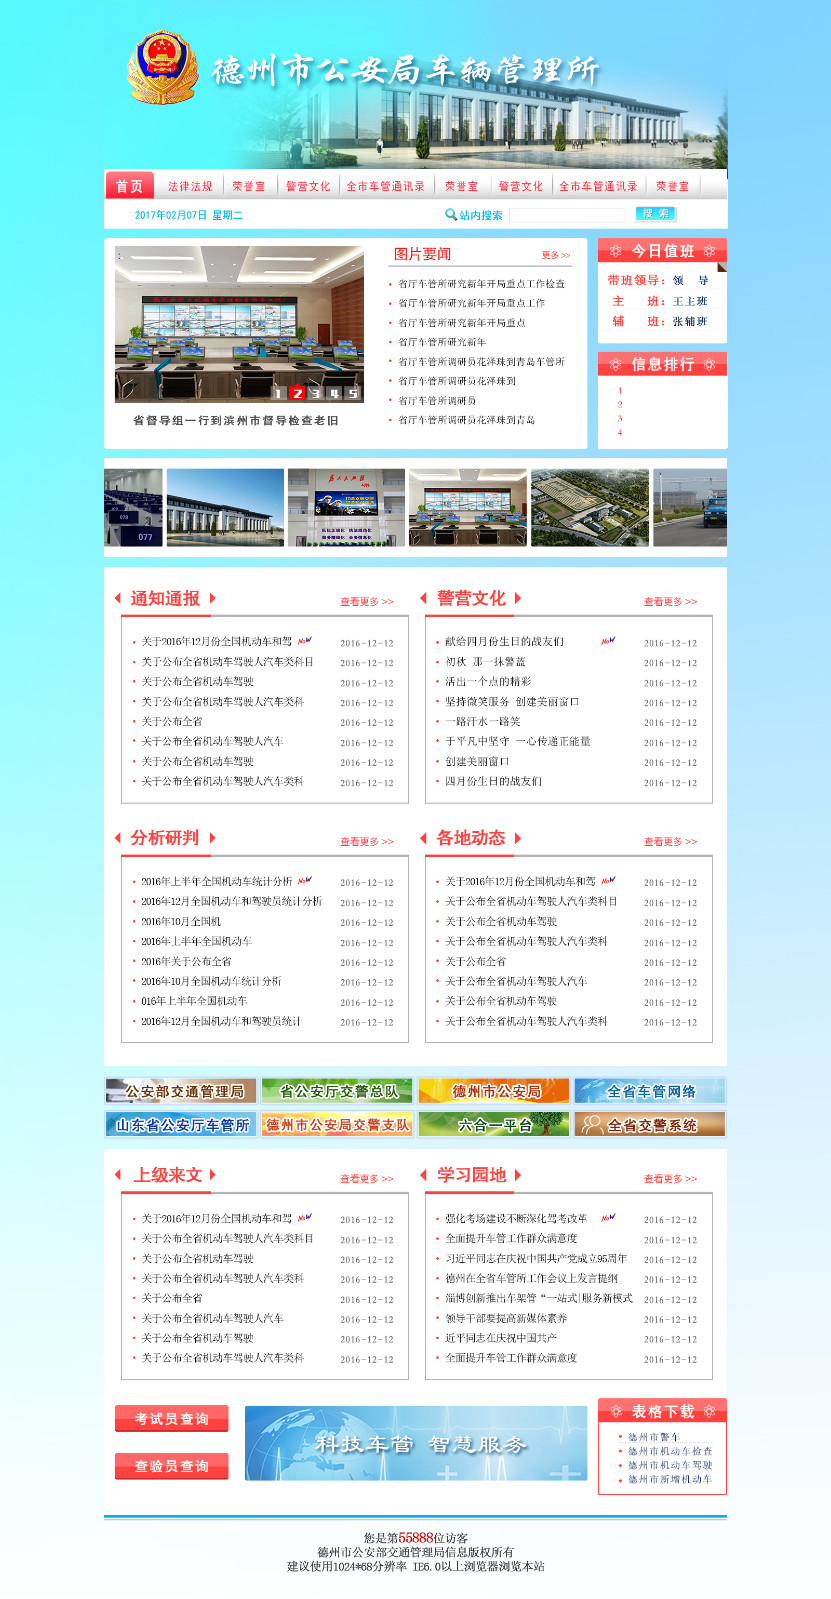 德州市公安局车辆管理所
首页 法律法规 荣誉室 警营文化 全市车管通讯录 荣誉室 警营文化 全市车管通讯录 荣誉室
2017年02月07日 星期二 站内搜索 搜 索
图片要闻 更多>>
省厅车管所研究新年开局重点工作检查
省厅车管所研究新年开局重点工作
省厅车管所研究新年开局重点
省厅车管所研究新年
省厅车管所调研员花泽珠到青岛车管所
省厅车管所调研员花泽珠到
省厅车管所调研员
省厅车管所调研员花泽珠到青岛
1 2 3 4 5
省督导组一行到滨州市督导检查老旧
今日值班
带班领导：领 导
主 班：王主班
辅 班：张辅班
信息排行
1
2
3
4
077
通知通报 查看更多 >>
关于2016年12月份全国机动车和驾 New 2016-12-12
关于公布全省机动车驾驶人汽车类科目 2016-12-12
关于公布全省机动车驾驶 2016-12-12
关于公布全省机动车驾驶人汽车类科 2016-12-12
关于公布全省 2016-12-12
关于公布全省机动车驾驶人汽车 2016-12-12
关于公布全省机动车驾驶 2016-12-12
关于公布全省机动车驾驶人汽车类科 2016-12-12
警营文化 查看更多 >>
献给四月份生日的战友们 New 2016-12-12
初秋 那一抹警蓝 2016-12-12
活出一个点的精彩 2016-12-12
坚持微笑服务 创建美丽窗口 2016-12-12
一路汗水一路笑 2016-12-12
于平凡中坚守 一心传递正能量 2016-12-12
创建美丽窗口 2016-12-12
四月份生日的战友们 2016-12-12
分析研判 查看更多 >>
2016年上半年全国机动车统计分析 New 2016-12-12
2016年12月全国机动车和驾驶员统计分析 2016-12-12
2016年10月全国机 2016-12-12
2016年上半年全国机动车 2016-12-12
2016年关于公布全省 2016-12-12
2016年10月全国机动车统计分析 2016-12-12
016年上半年全国机动车 2016-12-12
2016年12月全国机动车和驾驶员统计 2016-12-12
各地动态 查看更多 >>
关于2016年12月份全国机动车和驾 New 2016-12-12
关于公布全省机动车驾驶人汽车类科目 2016-12-12
关于公布全省机动车驾驶 2016-12-12
关于公布全省机动车驾驶人汽车类科 2016-12-12
关于公布全省 2016-12-12
关于公布全省机动车驾驶人汽车 2016-12-12
关于公布全省机动车驾驶 2016-12-12
关于公布全省机动车驾驶人汽车类科 2016-12-12
公安部交通管理局 省公安厅交警总队 德州市公安局 全省车管网络
山东省公安厅车管所 德州市公安局交警支队 六合一平台 全省交警系统
上级来文 查看更多 >>
关于2016年12月份全国机动车和驾 New 2016-12-12
关于公布全省机动车驾驶人汽车类科目 2016-12-12
关于公布全省机动车驾驶 2016-12-12
关于公布全省机动车驾驶人汽车类科 2016-12-12
关于公布全省 2016-12-12
关于公布全省机动车驾驶人汽车 2016-12-12
关于公布全省机动车驾驶 2016-12-12
关于公布全省机动车驾驶人汽车类科 2016-12-12
学习园地 查看更多 >>
强化考场建设不断深化驾考改革 New 2016-12-12
全面提升车管工作群众满意度 2016-12-12
习近平同志在庆祝中国共产党成立95周年 2016-12-12
德州在全省车管所工作会议上发言提纲 2016-12-12
淄博创新推出车架管“一站式|服务新模式 2016-12-12
领导干部要提高新媒体素养 2016-12-12
近平同志在庆祝中国共产 2016-12-12
全面提升车管工作群众满意度 2016-12-12
考试员查询
查验员查询
科技车管 智慧服务
表格下载
德州市警车
德州市机动车检查
德州市机动车驾驶
德州市新增机动车
您是第55888位访客
德州市公安部交通管理局信息版权所有
建议使用1024*68分辨率 IE6.0以上浏览器浏览本站